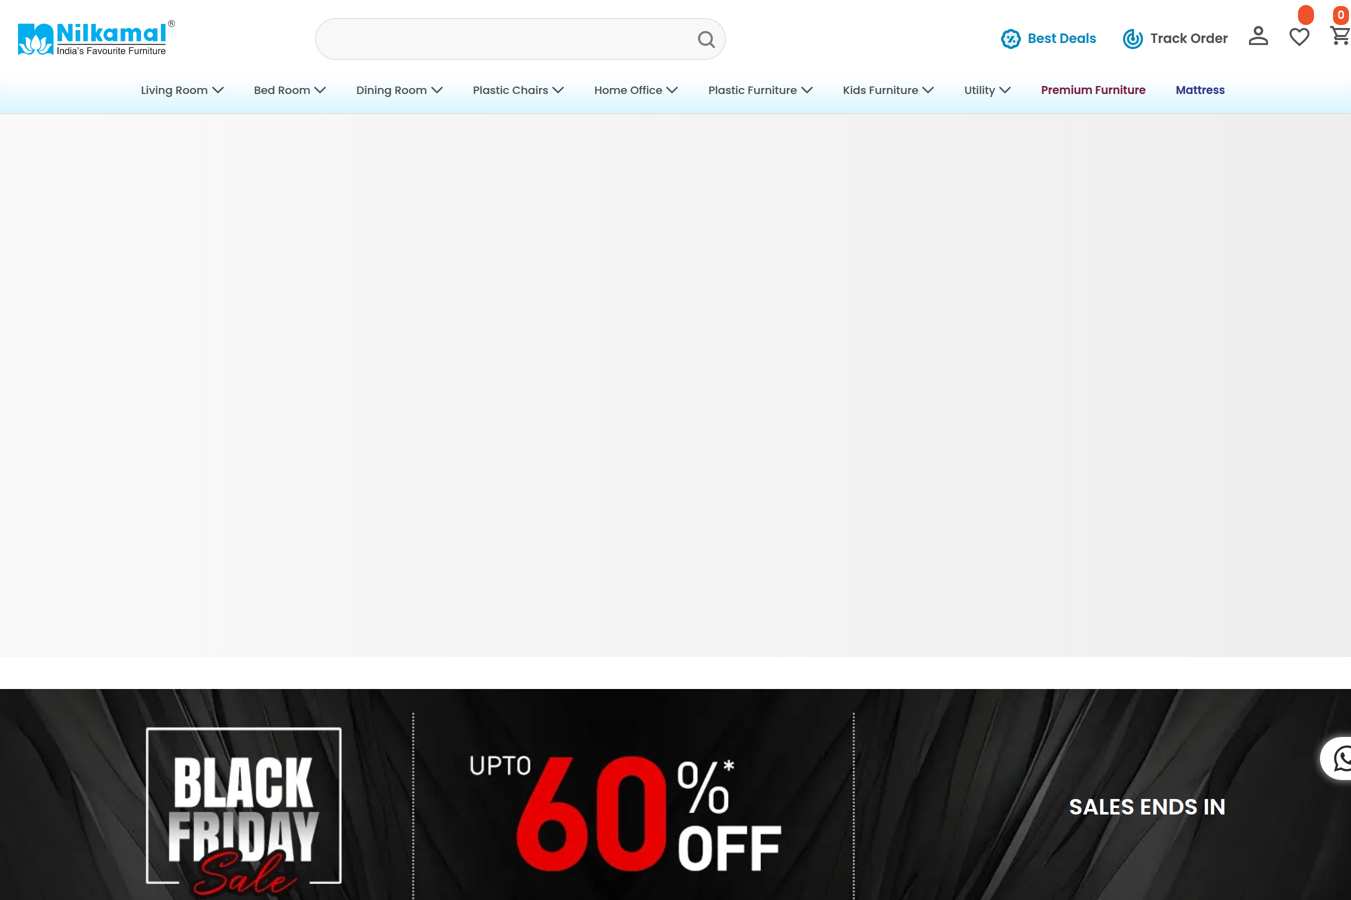 Nilkamal®
India's Favourite Furniture
Best Deals
Track Order
0
Living Room
Bed Room
Dining Room
Plastic Chairs
Home Office
Plastic Furniture
Kids Furniture
Utility
Premium Furniture
Mattress
BLACK
FRIDAY
Sale
UPTO
60%*
OFF
SALES ENDS IN